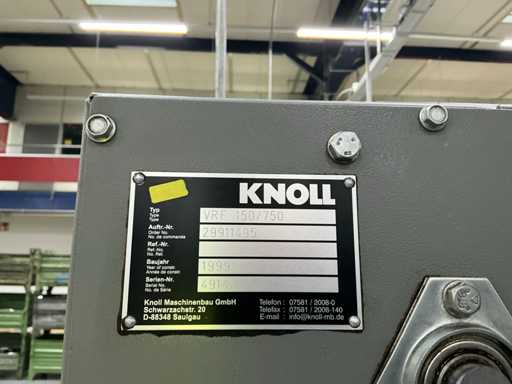 KNOLL
Typ
Type
Type
VRF 150/750
Auftr.-Nr.
Order No.
No. de commande
29911495
Ref.-Nr.
Ref.-No.
Baujahr
Year of constr.
Année de constr.
1999
Serien-Nr.
Serial-No.
No. de Série
Knoll Maschinenbau GmbH
Schwarzachstr. 20
D-88348 Saulgau
Telefon : 07581 / 2008-0
Telefax : 07581 / 2008-140
E-mail : info@knoll-mb.de